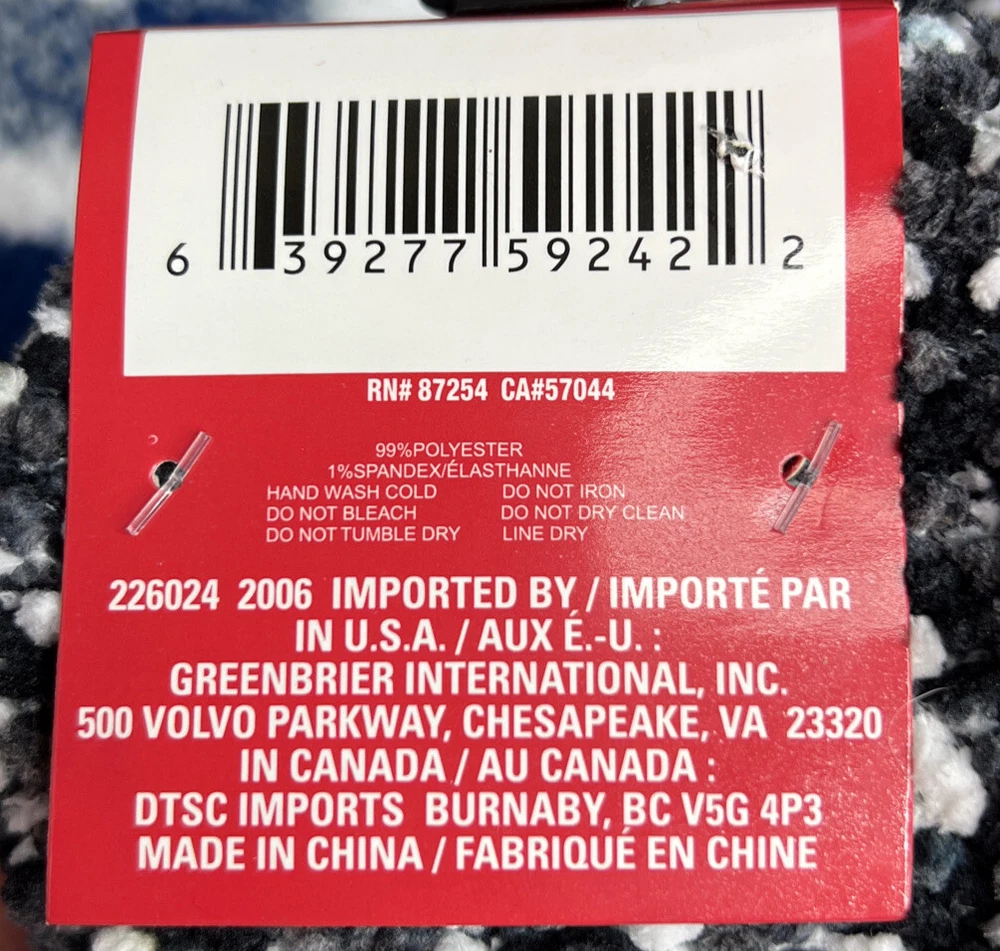 6 39277 59242 2
RN# 87254 CA#57044
99%POLYESTER
1%SPANDEX/ÉLASTHANNE
HAND WASH COLD DO NOT IRON
DO NOT BLEACH DO NOT DRY CLEAN
DO NOT TUMBLE DRY LINE DRY
226024 2006 IMPORTED BY / IMPORTÉ PAR
IN U.S.A. / AUX É.-U. :
GREENBRIER INTERNATIONAL, INC.
500 VOLVO PARKWAY, CHESAPEAKE, VA 23320
IN CANADA / AU CANADA :
DTSC IMPORTS BURNABY, BC V5G 4P3
MADE IN CHINA / FABRIQUÉ EN CHINE